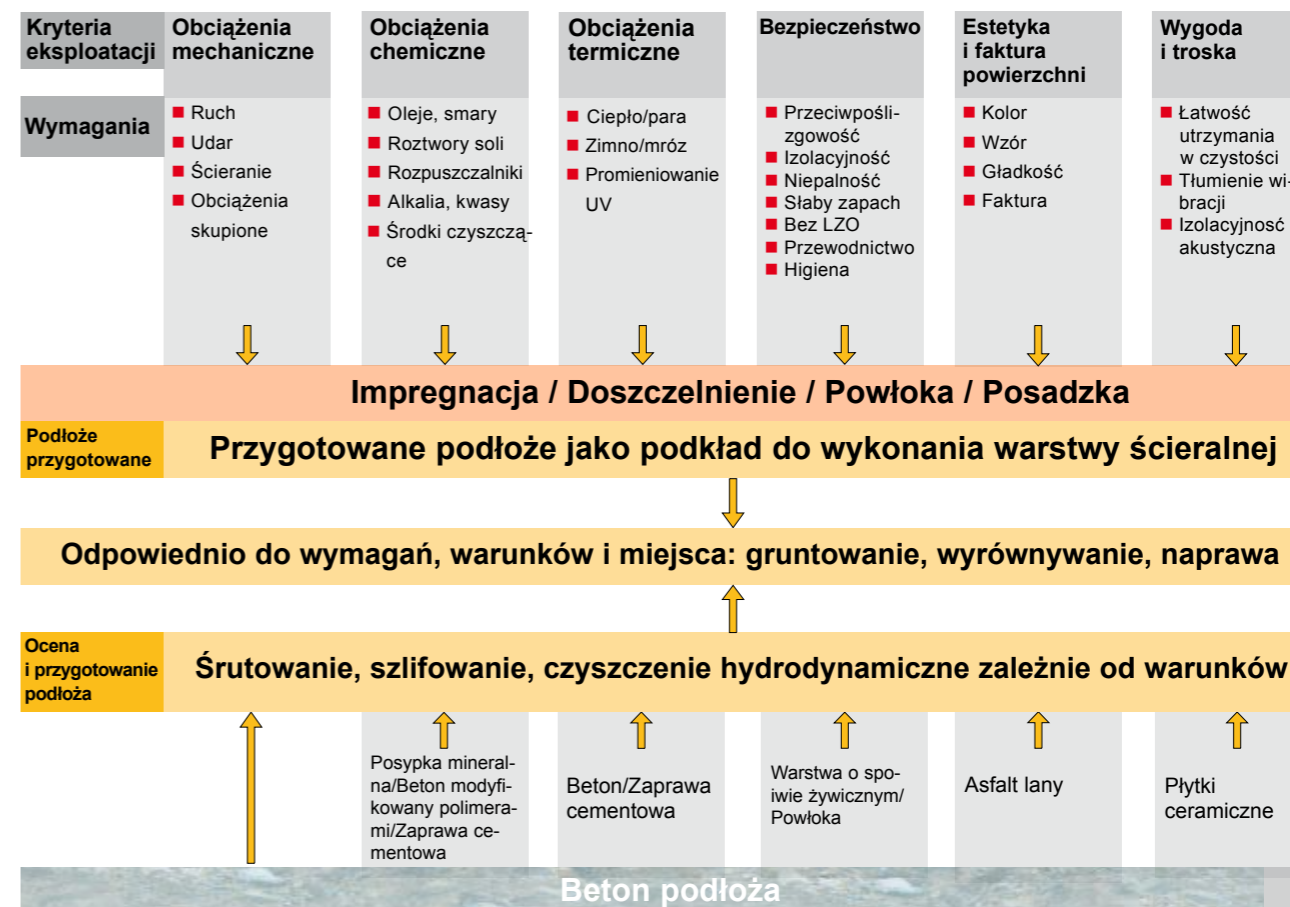 Kryteria
eksploatacji
Obciążenia
mechaniczne
Obciążenia
chemiczne
Obciążenia
termiczne
Bezpieczeństwo
Estetyka
i faktura
powierzchni
Wygoda
i troska
Wymagania
Ruch
Udar
Ścieranie
Obciążenia
skupione
Oleje, smary
Roztwory soli
Rozpuszczalniki
Alkalia, kwasy
Środki czyszczą-
ce
Ciepło/para
Zimno/mróz
Promieniowanie
UV
Przeciwpośli-
zgowość
Izolacyjność
Niepalność
Słaby zapach
Bez LZO
Przewodnictwo
Higiena
Kolor
Wzór
Gładkość
Faktura
Łatwość
utrzymania
w czystości
Tłumienie wi-
bracji
Izolacyjnosć
akustyczna
Impregnacja / Doszczelnienie / Powłoka / Posadzka
Podłoże
przygotowane
Przygotowane podłoże jako podkład do wykonania warstwy ścieralnej
Odpowiednio do wymagań, warunków i miejsca: gruntowanie, wyrównywanie, naprawa
Ocena
i przygotowanie
podłoża
Śrutowanie, szlifowanie, czyszczenie hydrodynamiczne zależnie od warunków
Posypka mineral-
na/Beton modyfi-
kowany polimera-
mi/Zaprawa ce-
mentowa
Beton/Zaprawa
cementowa
Warstwa o spo-
iwie żywicznym/
Powłoka
Asfalt lany
Płytki
ceramiczne
Beton podłoża